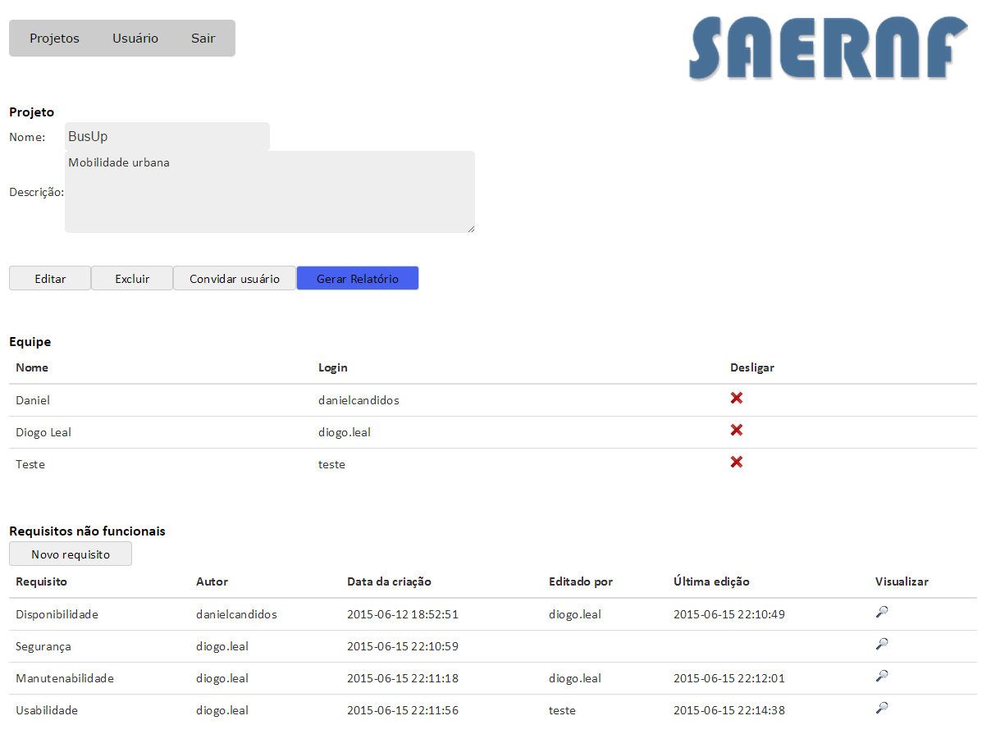 Projetos Usuário Sair
SAERNF
Projeto
Nome: BusUp
Descrição: Mobilidade urbana
Editar Excluir Convidar usuário Gerar Relatório
Equipe
Nome Login Desligar
Daniel danielcandidos
Diogo Leal diogo.leal
Teste teste
Requisitos não funcionais
Novo requisito
Requisito Autor Data da criação Editado por Última edição Visualizar
Disponibilidade danielcandidos 2015-06-12 18:52:51 diogo.leal 2015-06-15 22:10:49
Segurança diogo.leal 2015-06-15 22:10:59
Manutenabilidade diogo.leal 2015-06-15 22:11:18 diogo.leal 2015-06-15 22:12:01
Usabilidade diogo.leal 2015-06-15 22:11:56 teste 2015-06-15 22:14:38